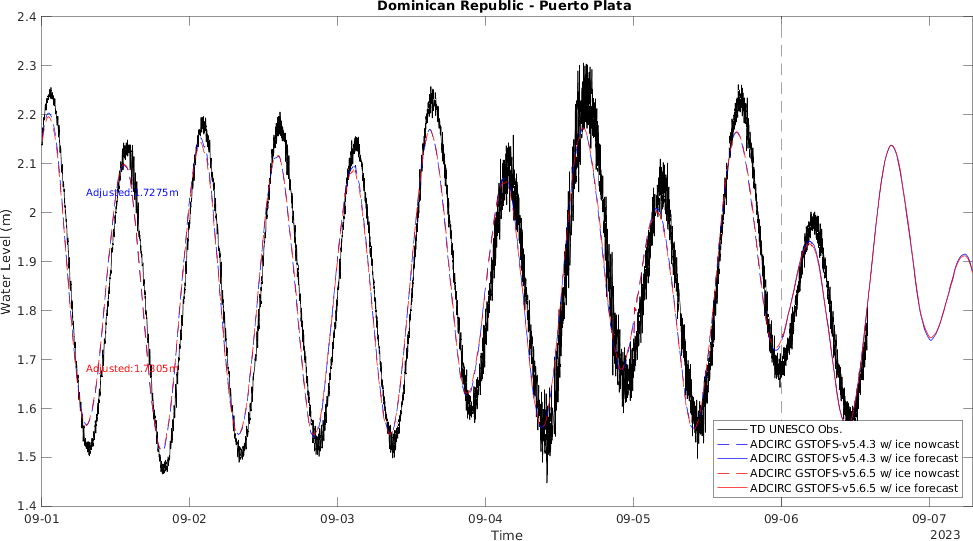 Dominican Republic - Puerto Plata
2.4
2.3
2.2
2.1
2
1.9
1.8
1.7
1.6
1.5
1.4
Water Level (m)
Adjusted:1.7275m
Adjusted:1.7305m
TD UNESCO Obs.
ADCIRC GSTOFS-v5.4.3 w/ ice nowcast
ADCIRC GSTOFS-v5.4.3 w/ ice forecast
ADCIRC GSTOFS-v5.6.5 w/ ice nowcast
ADCIRC GSTOFS-v5.6.5 w/ ice forecast
09-01 09-02 09-03 09-04 09-05 09-06 09-07
Time
2023